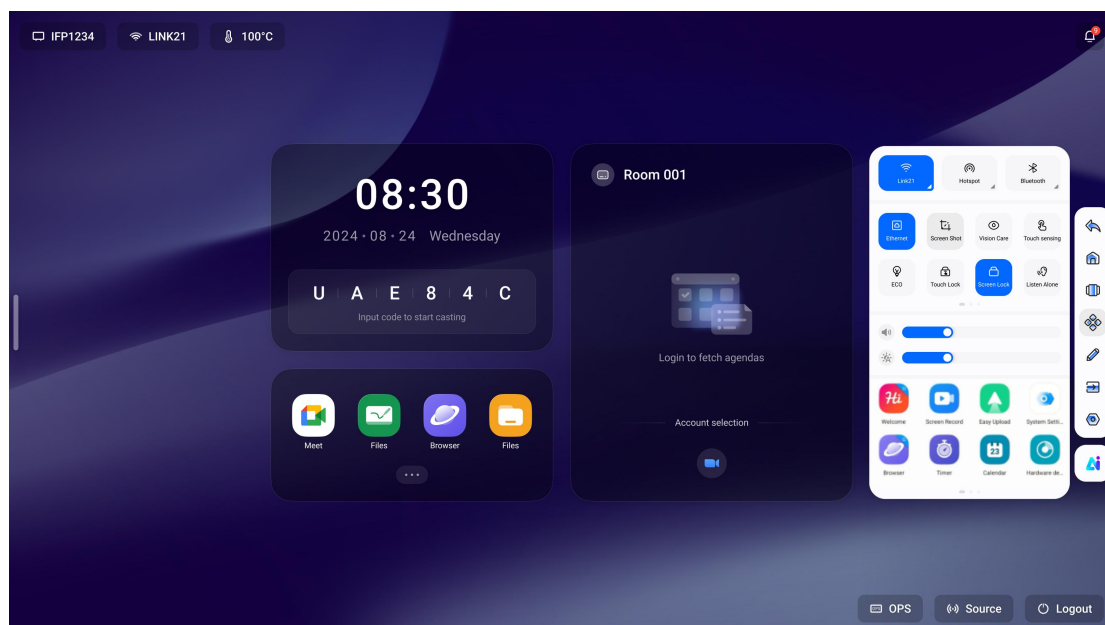 IFP1234
LINK21
100°C
9
08:30
2024·08·24 Wednesday
U A E 8 4 C
Input code to start casting
Meet
Files
Browser
Files
Room 001
Login to fetch agendas
Account selection
Link21
Hotspot
Bluetooth
Ethernet
Screen Shot
Vision Care
Touch sensing
ECO
Touch Lock
Screen Lock
Listen Alone
Hi
Welcome
Screen Record
Easy Upload
System Setti...
23
Browser
Timer
Calendar
Hardware de...
Ai
OPS
Source
Logout